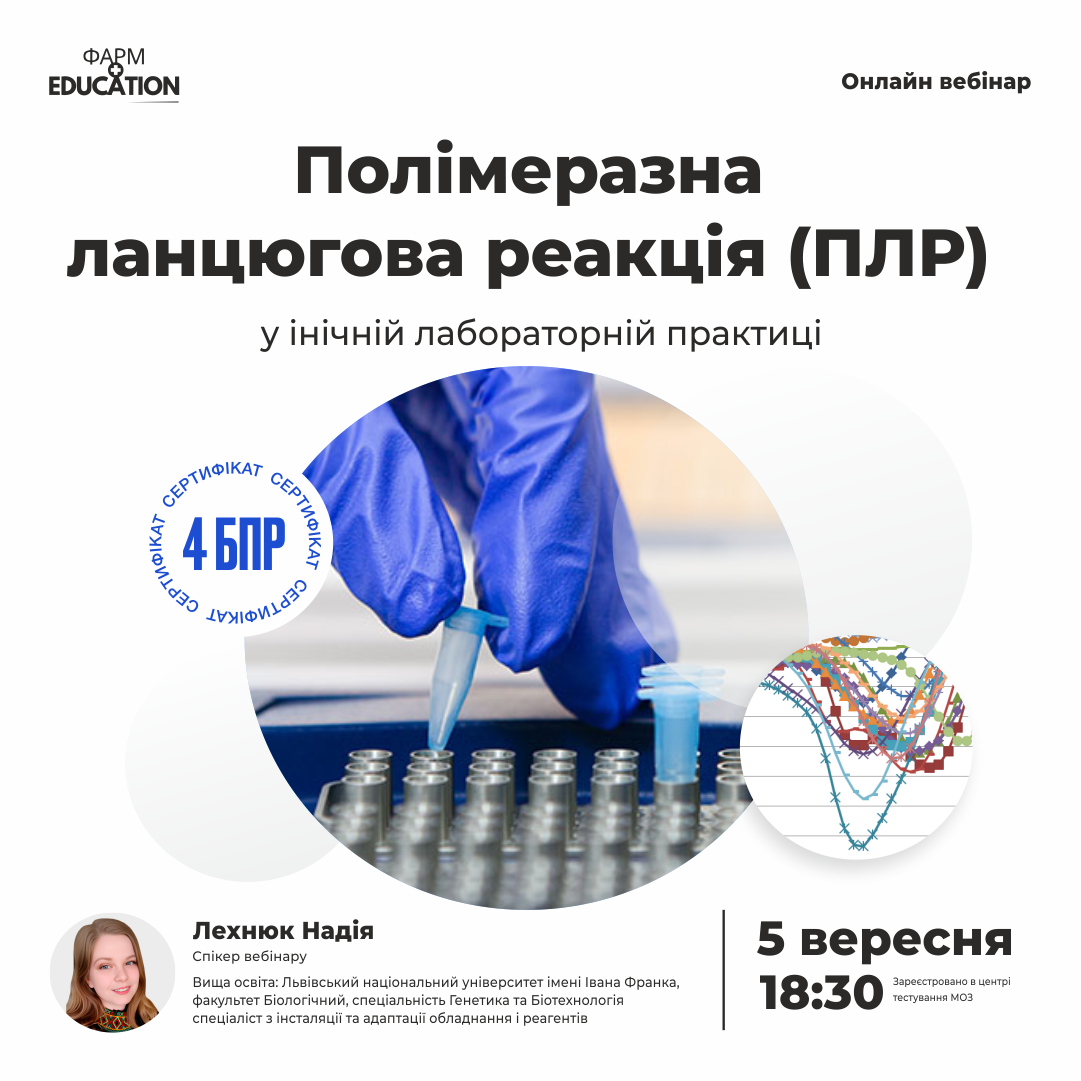 ФАРМ
EDUCATION
Онлайн вебінар
Полімеразна
ланцюгова реакція (ПЛР)
у інічній лабораторній практиці
СЕРТИФІКАТ СЕРТИФІКАТ СЕРТИФІКАТ СЕРТИФІКАТ СЕРТИФІКАТ
4 БПР
Лехнюк Надія
Спікер вебінару
Вища освіта: Львівський національний університет імені Івана Франка,
факультет Біологічний, спеціальність Генетика та Біотехнологія
спеціаліст з інсталяції та адаптації обладнання і реагентів
5 вересня
18:30
Зареєстровано в центрі
тестування МОЗ